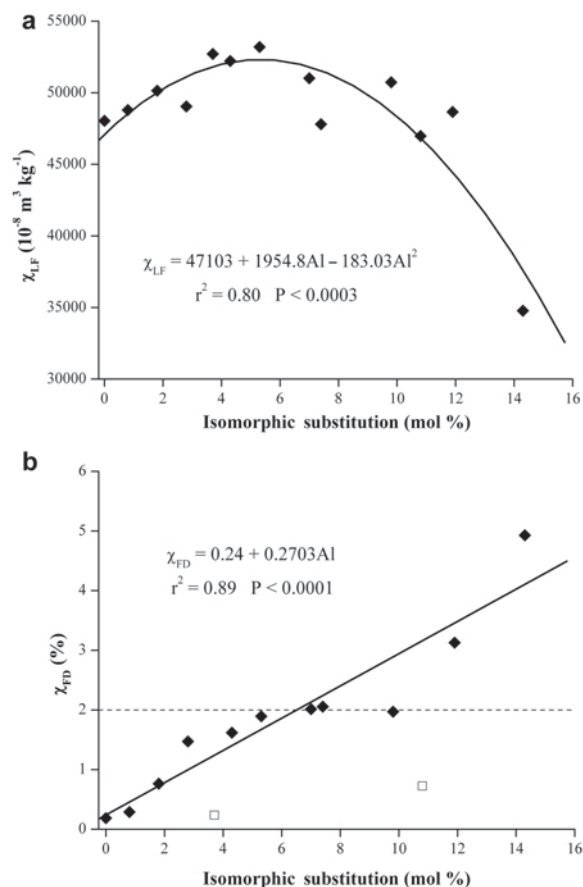 a
55000
50000
45000
40000
35000
30000
χLF (10⁻⁸ m³ kg⁻¹)
χLF = 47103 + 1954.8Al – 183.03Al²
r² = 0.80 P < 0.0003
0 2 4 6 8 10 12 14 16
Isomorphic substitution (mol %)
b
6
5
4
3
2
1
0
χFD (%)
χFD = 0.24 + 0.2703Al
r² = 0.89 P < 0.0001
0 2 4 6 8 10 12 14 16
Isomorphic substitution (mol %)